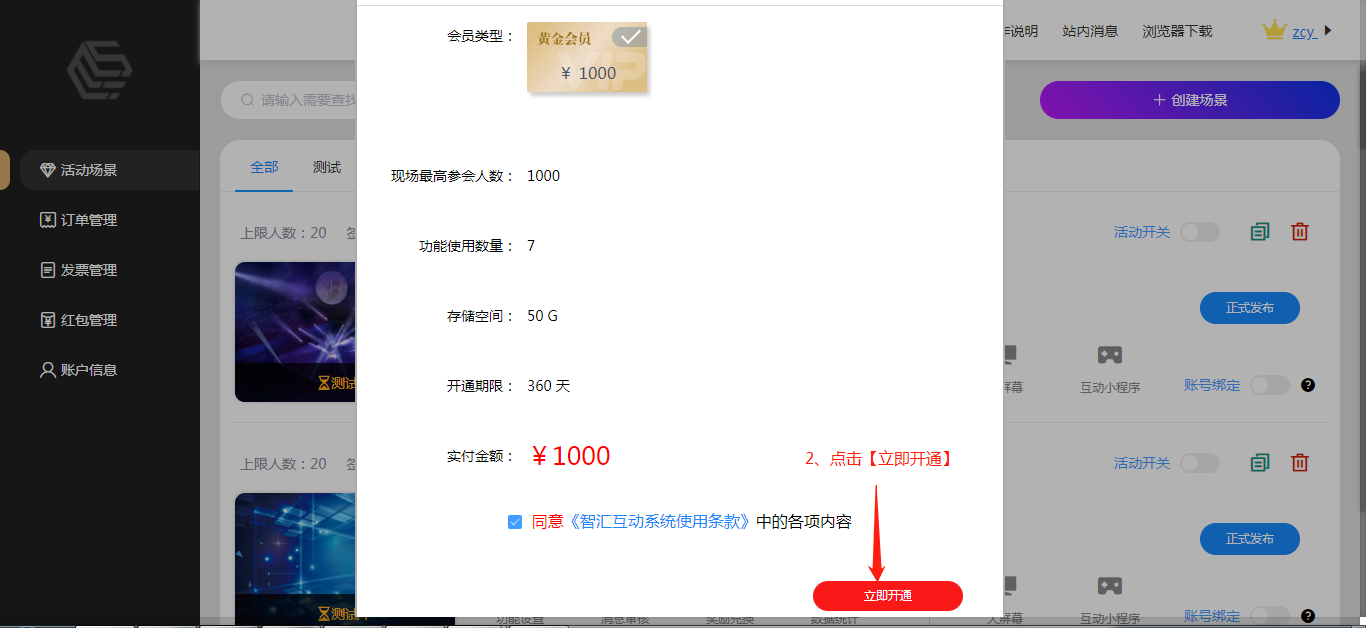 会员类型：
黄金会员
¥ 1000
VIP
站内消息
浏览器下载
zcy
请输入需要查找
+ 创建场景
活动场景
全部
测试
现场最高参会人数：
1000
订单管理
上限人数：20
功能使用数量：
7
活动开关
发票管理
正式发布
存储空间：
50 G
红包管理
账户信息
测试
开通期限：
360 天
互动小程序
账号绑定
?
实付金额：
¥1000
2、点击【立即开通】
上限人数：20
活动开关
同意《智汇互动系统使用条款》中的各项内容
正式发布
立即开通
测试
功能设置
消息审核
奖励兑换
数据统计
大屏幕
互动小程序
账号绑定
?